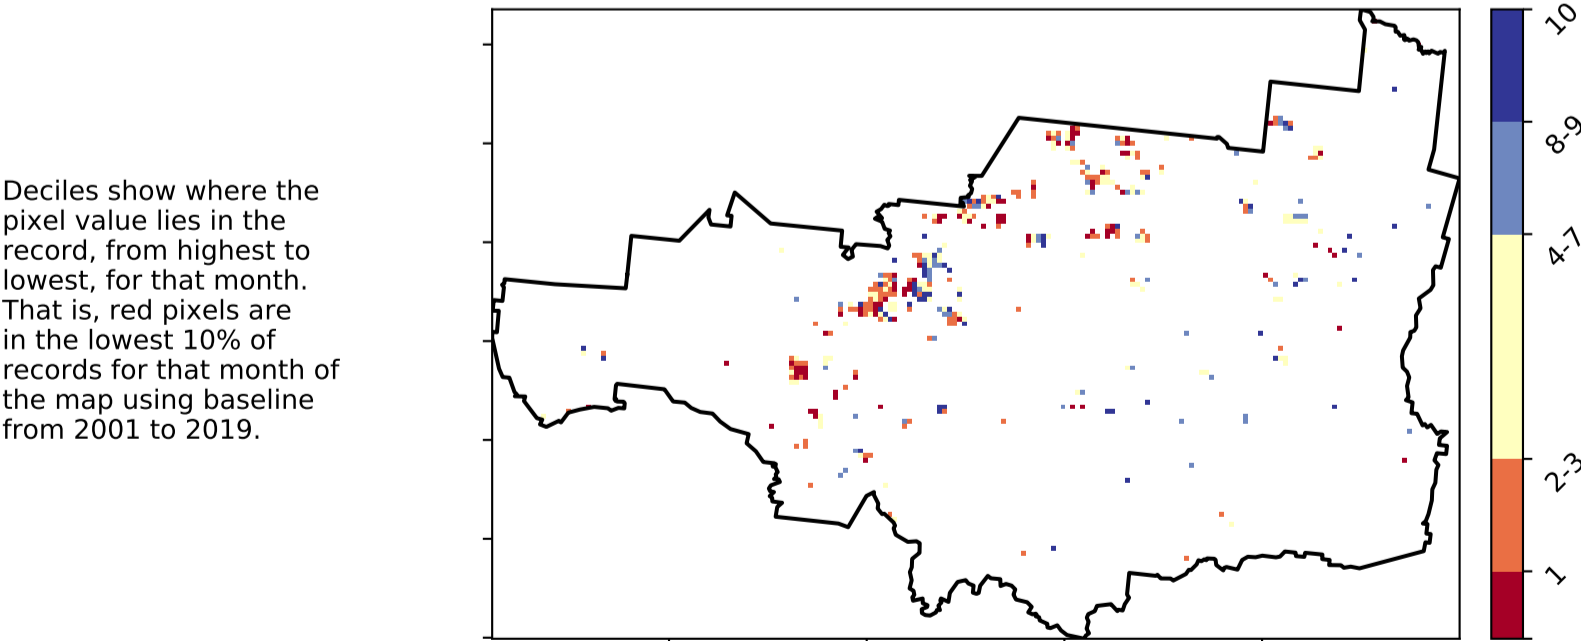 Deciles show where the
pixel value lies in the
record, from highest to
lowest, for that month.
That is, red pixels are
in the lowest 10% of
records for that month of
the map using baseline
from 2001 to 2019.
10
8-9
4-7
2-3
1